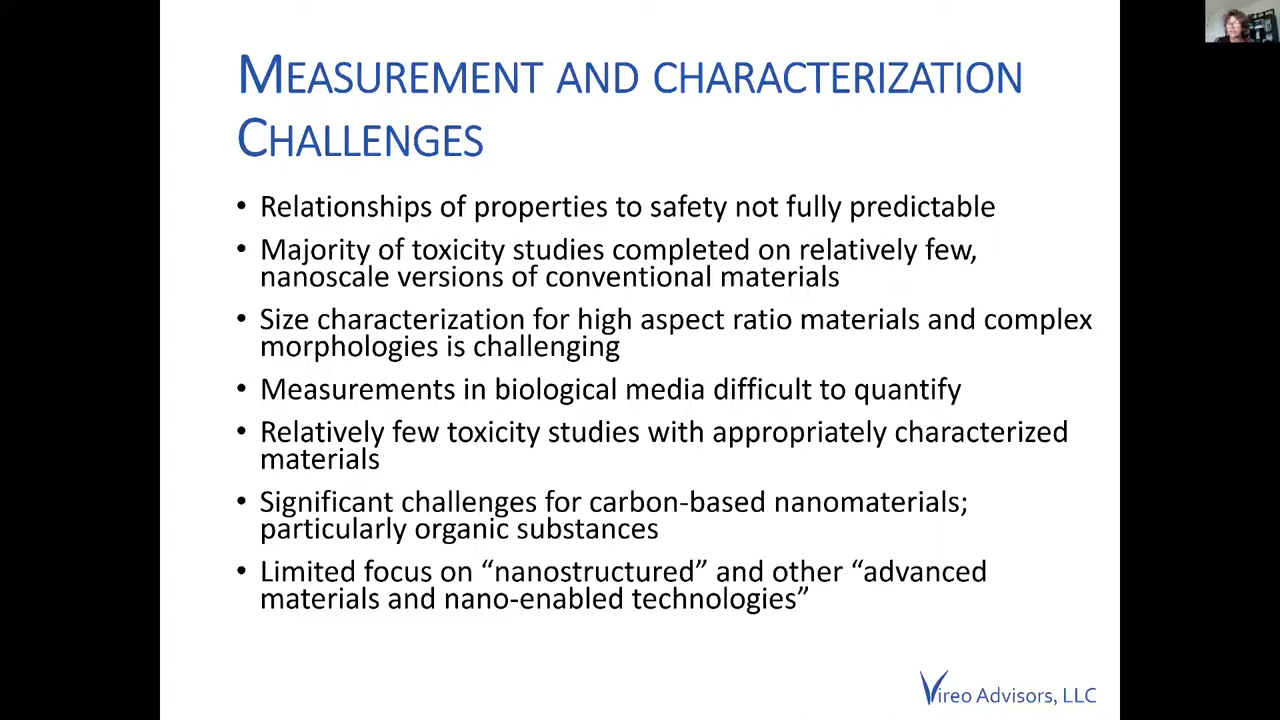 MEASUREMENT AND CHARACTERIZATION
CHALLENGES
• Relationships of properties to safety not fully predictable
• Majority of toxicity studies completed on relatively few,
nanoscale versions of conventional materials
• Size characterization for high aspect ratio materials and complex
morphologies is challenging
• Measurements in biological media difficult to quantify
• Relatively few toxicity studies with appropriately characterized
materials
• Significant challenges for carbon-based nanomaterials;
particularly organic substances
• Limited focus on “nanostructured” and other “advanced
materials and nano-enabled technologies”
Vireo Advisors, LLC